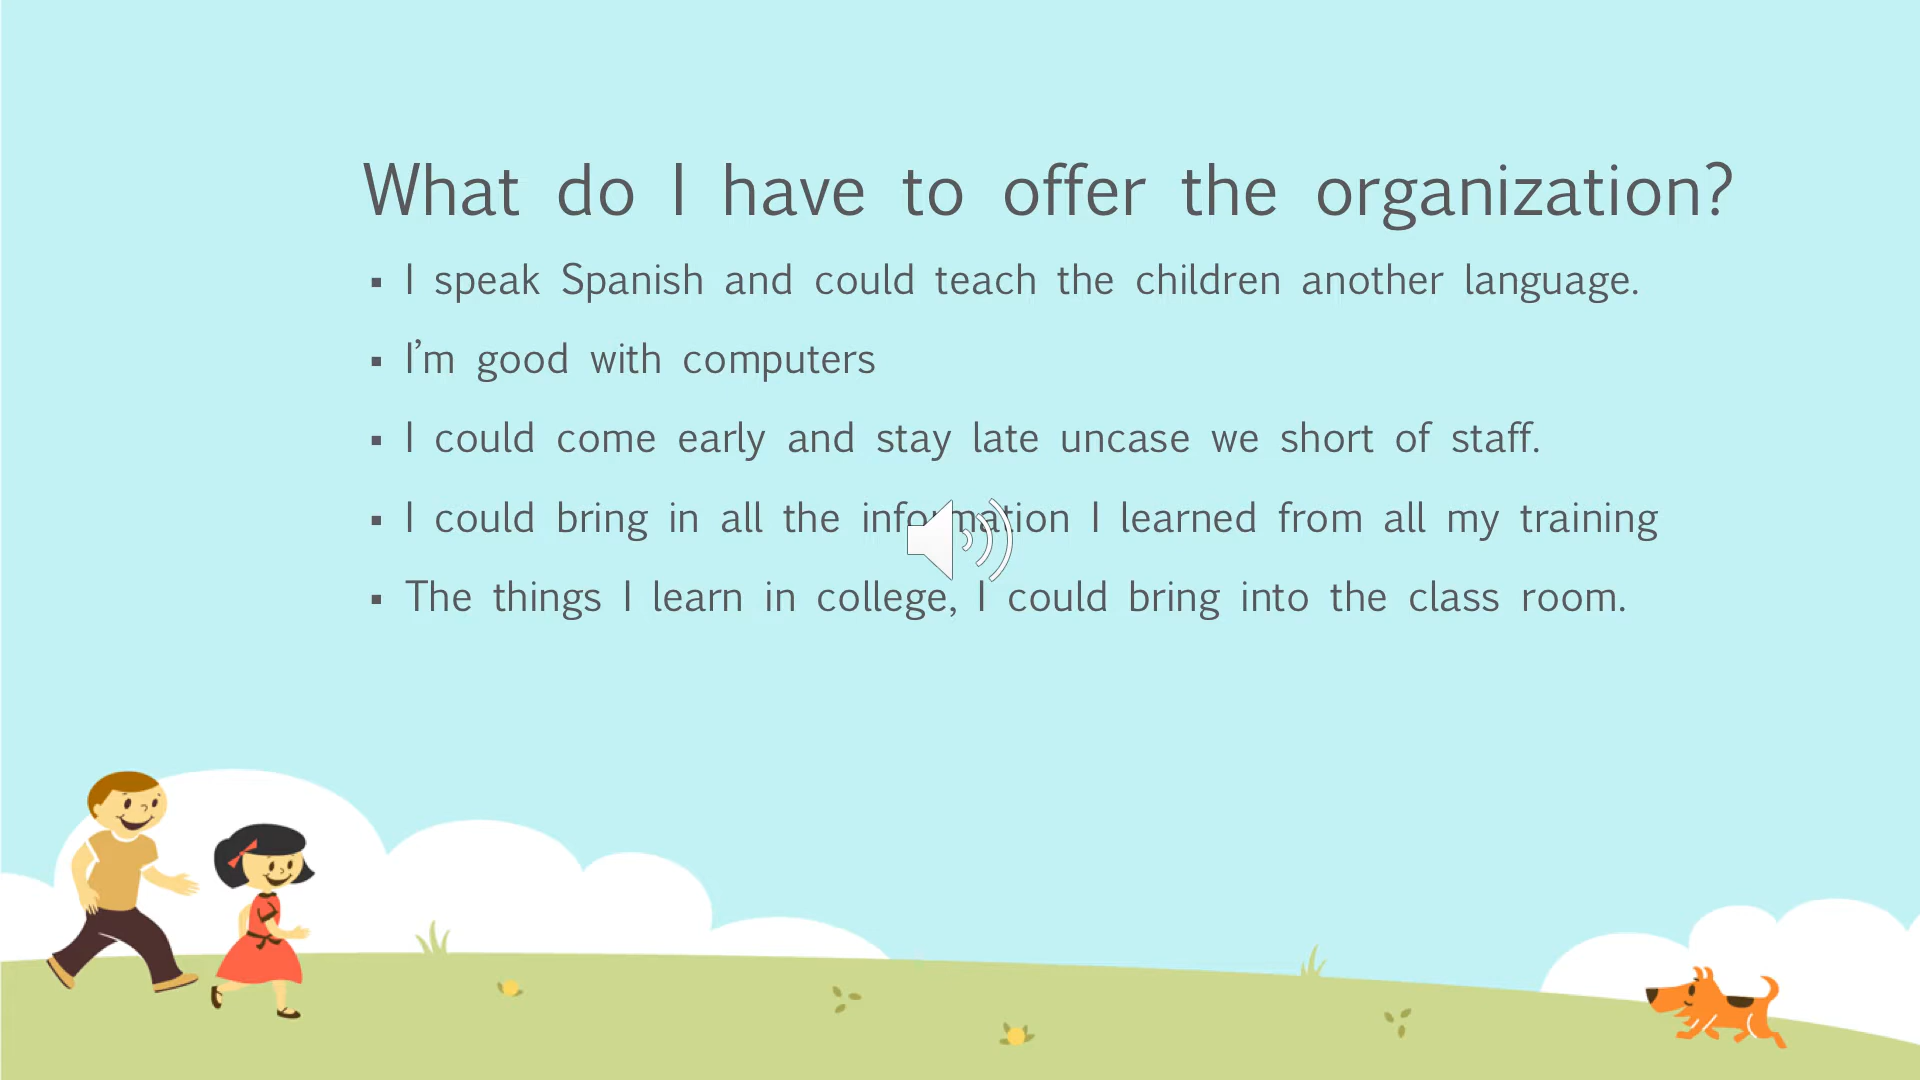 What do I have to offer the organization?
▪ I speak Spanish and could teach the children another language.
▪ I’m good with computers
▪ I could come early and stay late uncase we short of staff.
▪ I could bring in all the information I learned from all my training
▪ The things I learn in college, I could bring into the class room.